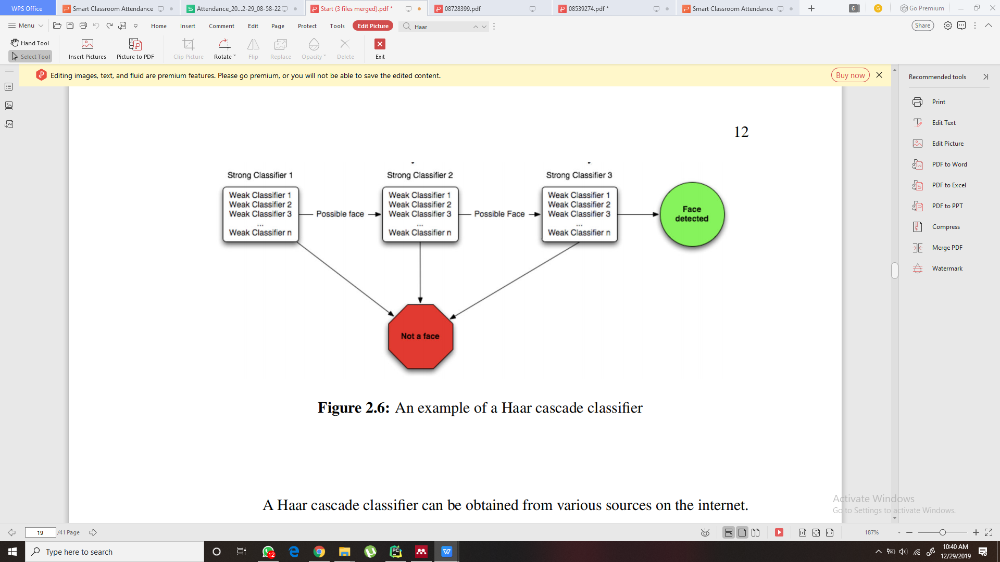 WPS Office
Smart Classroom Attendance
Attendance_20...2-29_08-58-22
Start (3 files merged).pdf *
08728399.pdf
08539274.pdf *
Smart Classroom Attendance
6
G
Go Premium
Menu
Home
Insert
Comment
Edit
Page
Protect
Tools
Edit Picture
Haar
Share
Hand Tool
Select Tool
Insert Pictures
Picture to PDF
Clip Picture
Rotate
Flip
Replace
Opacity
Delete
Exit
Editing images, text, and fluid are premium features. Please go premium, or you will not be able to save the edited content.
Buy now
Recommended tools
Print
Edit Text
Edit Picture
PDF to Word
PDF to Excel
PDF to PPT
Compress
Merge PDF
Watermark
12
Strong Classifier 1
Weak Classifier 1
Weak Classifier 2
Weak Classifier 3
...
Weak Classifier n
Possible face
Strong Classifier 2
Weak Classifier 1
Weak Classifier 2
Weak Classifier 3
...
Weak Classifier n
Possible Face
Strong Classifier 3
Weak Classifier 1
Weak Classifier 2
Weak Classifier 3
...
Weak Classifier n
Face
detected
Not a face
Figure 2.6: An example of a Haar cascade classifier
A Haar cascade classifier can be obtained from various sources on the internet.
Activate Windows
Go to Settings to activate Windows.
19
/41 Page
1:1
187%
Type here to search
12
PC
W
10:40 AM
12/29/2019